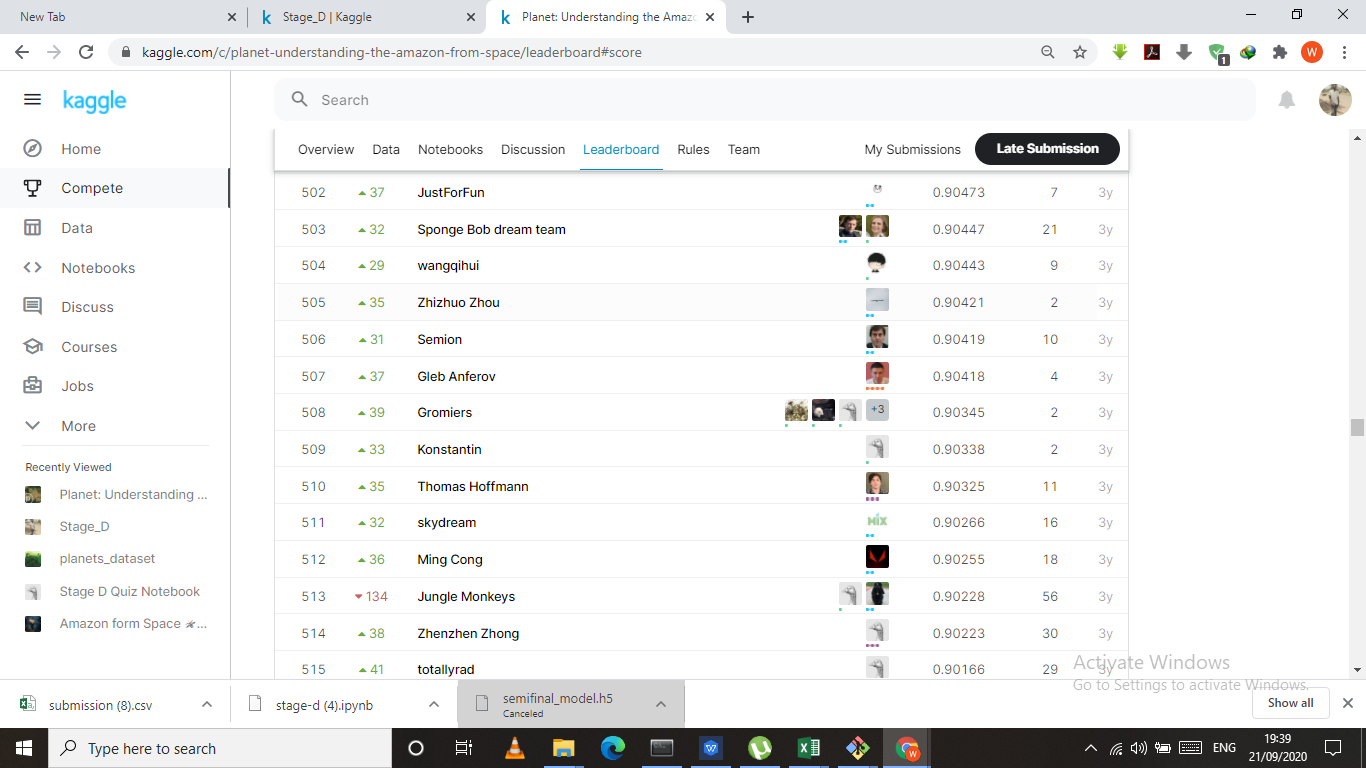 New Tab
Stage_D | Kaggle
Planet: Understanding the Amaz
kaggle.com/c/planet-understanding-the-amazon-from-space/leaderboard#score
1
W
kaggle
Search
Home
Compete
Data
Notebooks
Discuss
Courses
Jobs
More
Recently Viewed
Planet: Understanding ...
Stage_D
planets_dataset
Stage D Quiz Notebook
Amazon form Space ...
Overview Data Notebooks Discussion Leaderboard Rules Team My Submissions Late Submission
502 37 JustForFun 0.90473 7 3y
503 32 Sponge Bob dream team 0.90447 21 3y
504 29 wangqihui 0.90443 9 3y
505 35 Zhizhuo Zhou 0.90421 2 3y
506 31 Semion 0.90419 10 3y
507 37 Gleb Anferov 0.90418 4 3y
508 39 Gromiers +3 0.90345 2 3y
509 33 Konstantin 0.90338 2 3y
510 35 Thomas Hoffmann 0.90325 11 3y
511 32 skydream MIX 0.90266 16 3y
512 36 Ming Cong 0.90255 18 3y
513 134 Jungle Monkeys 0.90228 56 3y
514 38 Zhenzhen Zhong 0.90223 30 3y
515 41 totallyrad 0.90166 29 3y
Activate Windows
Go to Settings to activate Windows.
submission (8).csv
stage-d (4).ipynb
semifinal_model.h5
Canceled
Show all
Type here to search
W
ENG
19:39
21/09/2020